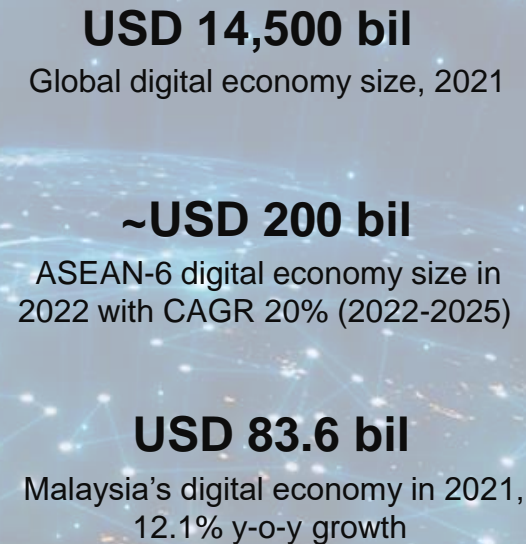 USD 14,500 bil
Global digital economy size, 2021
~USD 200 bil
ASEAN-6 digital economy size in
2022 with CAGR 20% (2022-2025)
USD 83.6 bil
Malaysia’s digital economy in 2021,
12.1% y-o-y growth